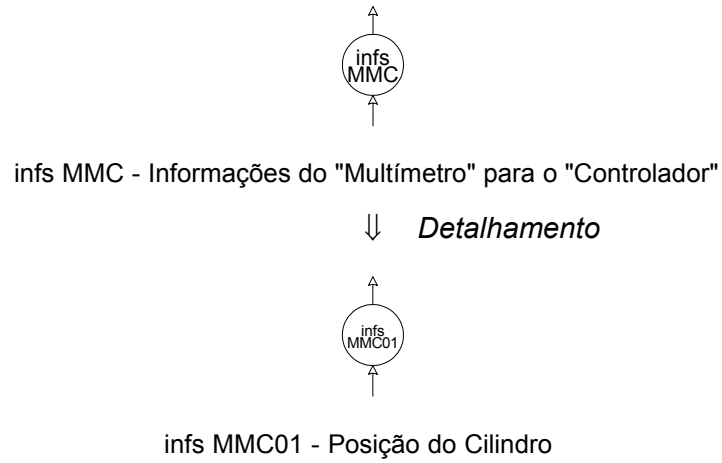 infs
MMC
infs MMC - Informações do "Multímetro" para o "Controlador"
⇓ Detalhamento
infs
MMC01
infs MMC01 - Posição do Cilindro